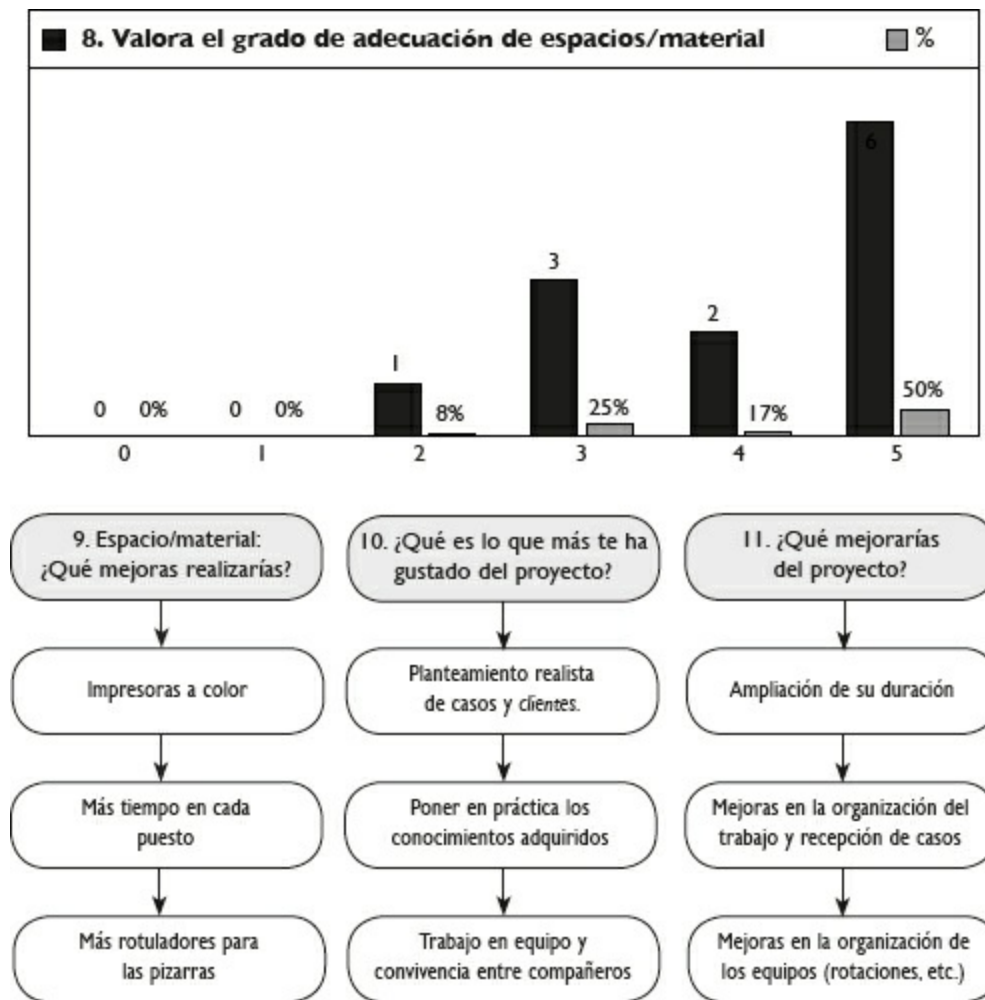 8. Valora el grado de adecuación de espacios/material
%
6
3
2
1
0 0% 0 0% 8% 25% 17% 50%
0 1 2 3 4 5
9. Espacio/material:
¿Qué mejoras realizarías?
Impresoras a color
Más tiempo en cada
puesto
Más rotuladores para
las pizarras
10. ¿Qué es lo que más te ha
gustado del proyecto?
Planteamiento realista
de casos y clientes.
Poner en práctica los
conocimientos adquiridos
Trabajo en equipo y
convivencia entre compañeros
11. ¿Qué mejorarías
del proyecto?
Ampliación de su duración
Mejoras en la organización del
trabajo y recepción de casos
Mejoras en la organización de
los equipos (rotaciones, etc.)